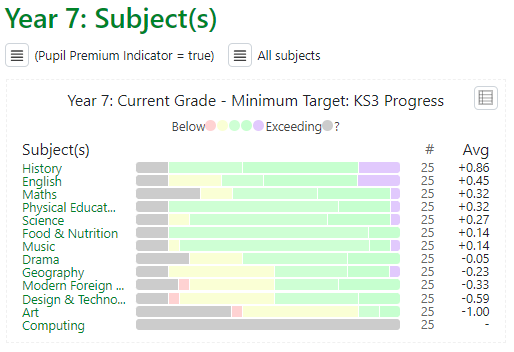 Year 7: Subject(s)
(Pupil Premium Indicator = true) All subjects
Year 7: Current Grade - Minimum Target: KS3 Progress
Below Exceeding ?
Subject(s) # Avg
History 25 +0.86
English 25 +0.45
Maths 25 +0.32
Physical Educat... 25 +0.32
Science 25 +0.27
Food & Nutrition 25 +0.14
Music 25 +0.14
Drama 25 -0.05
Geography 25 -0.23
Modern Foreign ... 25 -0.33
Design & Techno... 25 -0.59
Art 25 -1.00
Computing 25 -